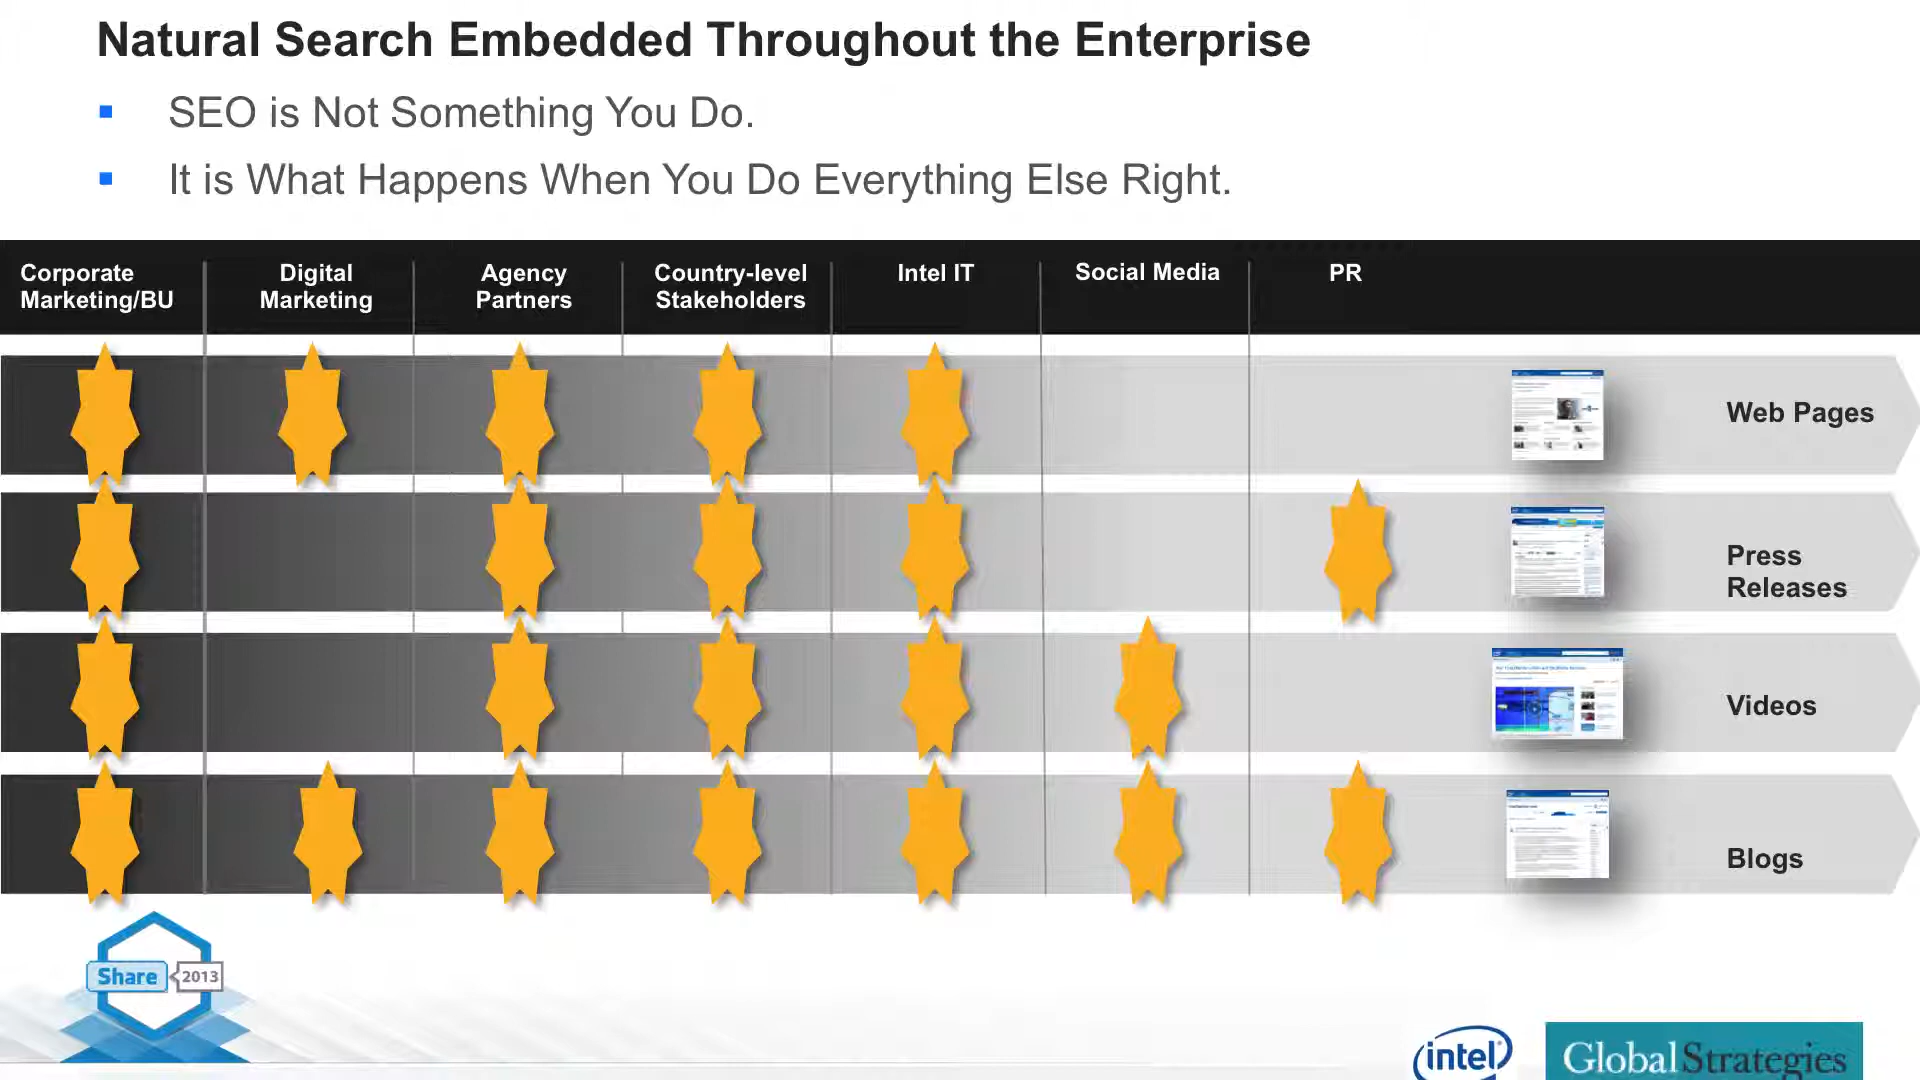 Natural Search Embedded Throughout the Enterprise
SEO is Not Something You Do.
It is What Happens When You Do Everything Else Right.
Corporate
Marketing/BU
Digital
Marketing
Agency
Partners
Country-level
Stakeholders
Intel IT
Social Media
PR
Web Pages
Press
Releases
Videos
Blogs
Share
2013
intel
GlobalStrategies